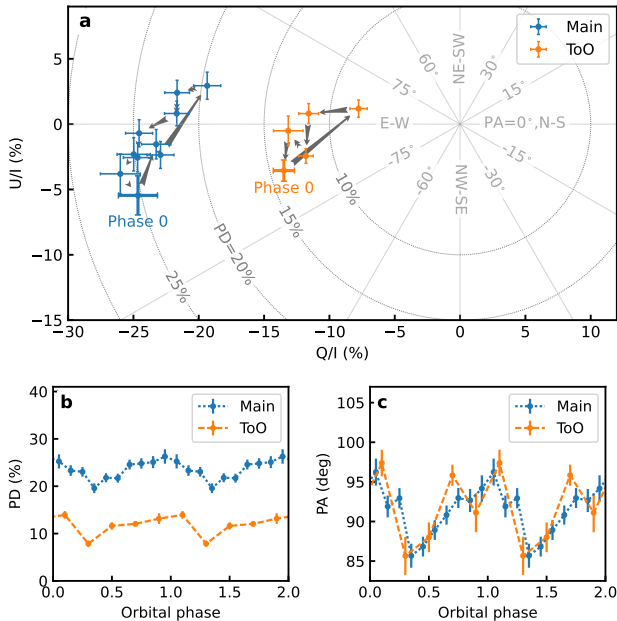 a
Main
ToO
U/I (%)
5
0
−5
−10
−15
−30
−25
−20
−15
−10
−5
0
5
10
Q/I (%)
75°
60°
NE-SW
30°
15°
E-W
PA=0°,N-S
−75°
−60°
NW-SE
−30°
−15°
Phase 0
Phase 0
10%
15%
PD=20%
25%
b
Main
ToO
PD (%)
40
30
20
10
0
0.0
0.5
1.0
1.5
2.0
Orbital phase
c
Main
ToO
PA (deg)
105
100
95
90
85
0.0
0.5
1.0
1.5
2.0
Orbital phase